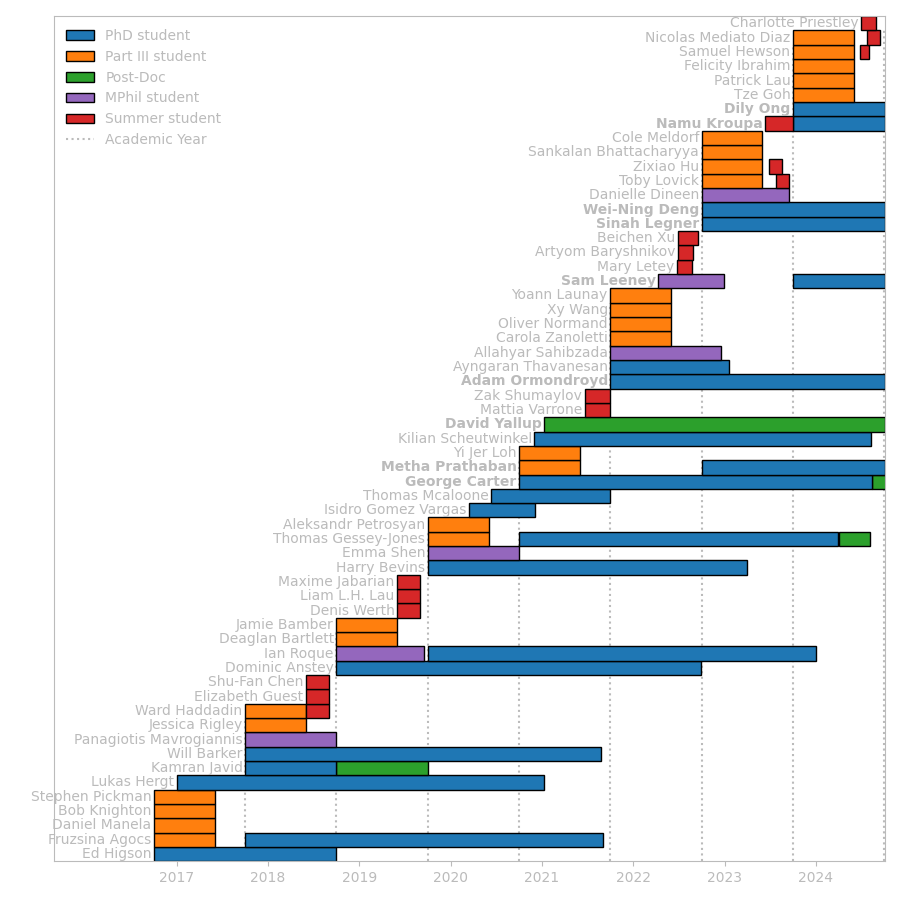 Charlotte Priestley
PhD student
Nicolas Mediato Diaz
Part III student
Samuel Hewson
Felicity Ibrahim
Post-Doc
Patrick Lau
MPhil student
Tze Goh
Dily Ong
Summer student
Namu Kroupa
Academic Year
Cole Meldorf
Sankalan Bhattacharyya
Zixiao Hu
Toby Lovick
Danielle Dineen
Wei-Ning Deng
Sinah Legner
Beichen Xu
Artyom Baryshnikov
Mary Letey
Sam Leeney
Yoann Launay
Xy Wang
Oliver Normand
Carola Zanoletti
Allahyar Sahibzada
Ayngaran Thavanesan
Adam Ormondroyd
Zak Shumaylov
Mattia Varrone
David Yallup
Kilian Scheutwinkel
Yi Jer Loh
Metha Prathaban
George Carter
Thomas Mcaloone
Isidro Gomez Vargas
Aleksandr Petrosyan
Thomas Gessey-Jones
Emma Shen
Harry Bevins
Maxime Jabarian
Liam L.H. Lau
Denis Werth
Jamie Bamber
Deaglan Bartlett
Ian Roque
Dominic Anstey
Shu-Fan Chen
Elizabeth Guest
Ward Haddadin
Jessica Rigley
Panagiotis Mavrogiannis
Will Barker
Kamran Javid
Lukas Hergt
Stephen Pickman
Bob Knighton
Daniel Manela
Fruzsina Agocs
Ed Higson
2017 2018 2019 2020 2021 2022 2023 2024